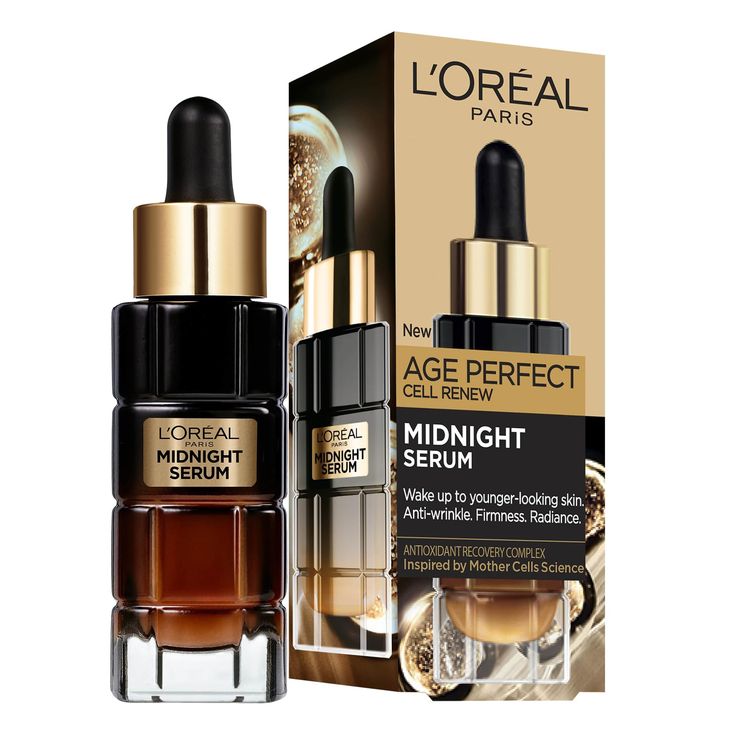 L'ORÉAL
PARIS
MIDNIGHT
SERUM
L'ORÉAL
PARIS
MIDNIGHT
SERUM
L'ORÉAL
PARIS
New
AGE PERFECT
CELL RENEW
MIDNIGHT
SERUM
Wake up to younger-looking skin.
Anti-wrinkle. Firmness. Radiance.
ANTIOXIDANT RECOVERY COMPLEX
Inspired by Mother Cells Science